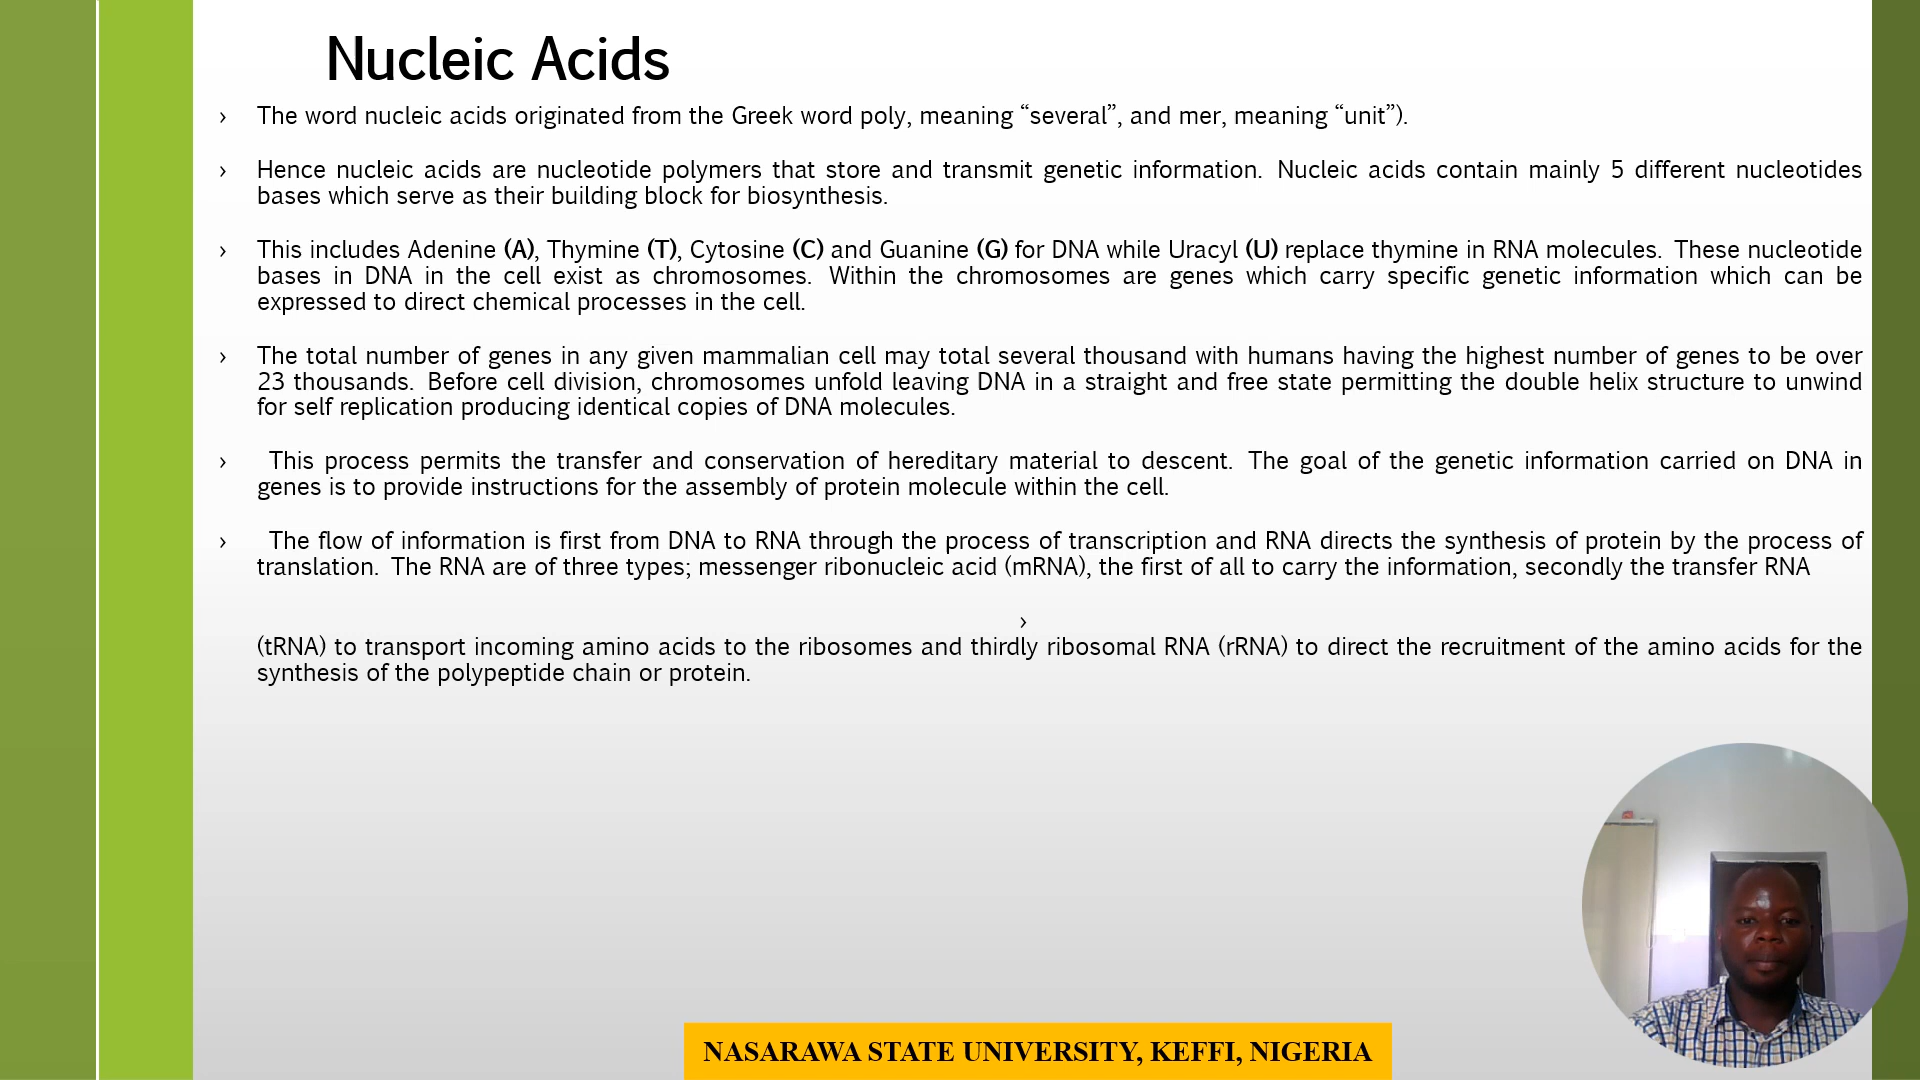 Nucleic Acids
› The word nucleic acids originated from the Greek word poly, meaning “several”, and mer, meaning “unit”).
› Hence nucleic acids are nucleotide polymers that store and transmit genetic information. Nucleic acids contain mainly 5 different nucleotides
bases which serve as their building block for biosynthesis.
› This includes Adenine (A), Thymine (T), Cytosine (C) and Guanine (G) for DNA while Uracyl (U) replace thymine in RNA molecules. These nucleotide
bases in DNA in the cell exist as chromosomes. Within the chromosomes are genes which carry specific genetic information which can be
expressed to direct chemical processes in the cell.
› The total number of genes in any given mammalian cell may total several thousand with humans having the highest number of genes to be over
23 thousands. Before cell division, chromosomes unfold leaving DNA in a straight and free state permitting the double helix structure to unwind
for self replication producing identical copies of DNA molecules.
› This process permits the transfer and conservation of hereditary material to descent. The goal of the genetic information carried on DNA in
genes is to provide instructions for the assembly of protein molecule within the cell.
› The flow of information is first from DNA to RNA through the process of transcription and RNA directs the synthesis of protein by the process of
translation. The RNA are of three types; messenger ribonucleic acid (mRNA), the first of all to carry the information, secondly the transfer RNA
›
(tRNA) to transport incoming amino acids to the ribosomes and thirdly ribosomal RNA (rRNA) to direct the recruitment of the amino acids for the
synthesis of the polypeptide chain or protein.
NASARAWA STATE UNIVERSITY, KEFFI, NIGERIA